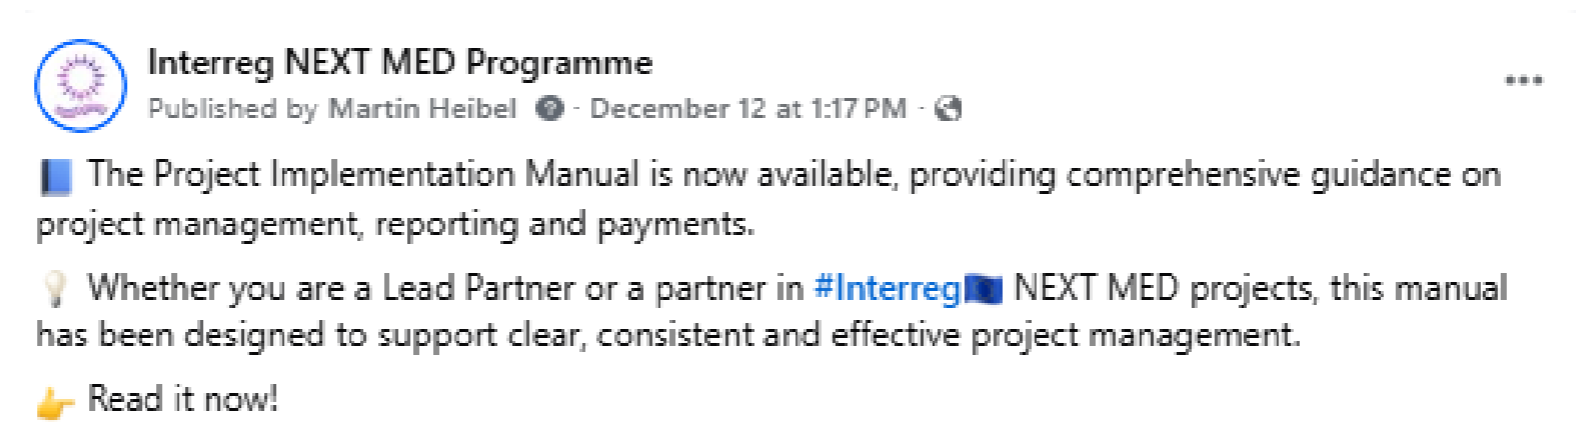 Interreg NEXT MED Programme
Published by Martin Heibel · December 12 at 1:17 PM ·
📘 The Project Implementation Manual is now available, providing comprehensive guidance on
project management, reporting and payments.
💡 Whether you are a Lead Partner or a partner in #Interreg🇪🇺 NEXT MED projects, this manual
has been designed to support clear, consistent and effective project management.
👉 Read it now!